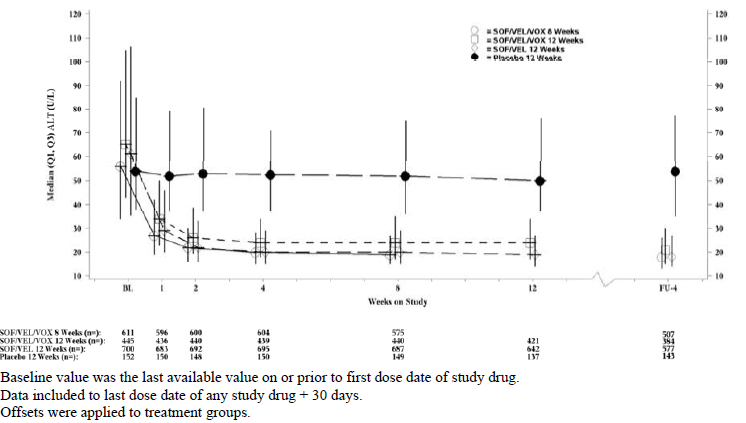 120 120
110 110
100 100
90 90
80 80
70 70
60 60
50 50
40 40
30 30
20 20
10 10
Median (Q1, Q3) ALT (U/L)
= SOF/VEL/VOX 8 Weeks
= SOF/VEL/VOX 12 Weeks
= SOF/VEL 12 Weeks
= Placebo 12 Weeks
BL 1 2 4 8 12 FU-4
Weeks on Study
SOF/VEL/VOX 8 Weeks (n=): 611 596 600 604 575 507
SOF/VEL/VOX 12 Weeks (n=): 445 436 440 439 440 421 384
SOF/VEL 12 Weeks (n=): 700 683 692 695 687 642 577
Placebo 12 Weeks (n=): 152 150 148 150 149 137 143
Baseline value was the last available value on or prior to first dose date of study drug.
Data included to last dose date of any study drug + 30 days.
Offsets were applied to treatment groups.